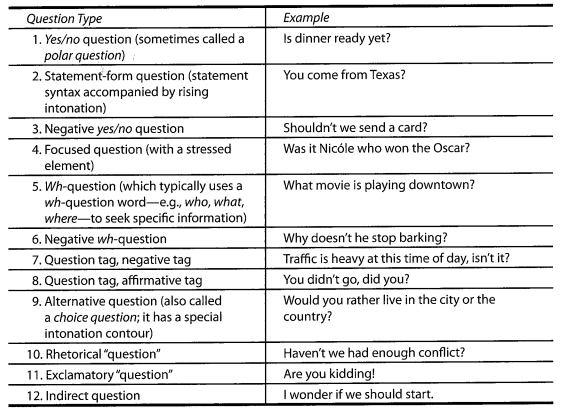 Question Type Example
1. Yes/no question (sometimes called a Is dinner ready yet?
polar question)
2. Statement-form question (statement You come from Texas?
syntax accompanied by rising
intonation)
3. Negative yes/no question Shouldn't we send a card?
4. Focused question (with a stressed Was it Nicóle who won the Oscar?
element)
5. Wh-question (which typically uses a What movie is playing downtown?
wh-question word—e.g., who, what,
where—to seek specific information)
6. Negative wh-question Why doesn't he stop barking?
7. Question tag, negative tag Traffic is heavy at this time of day, isn't it?
8. Question tag, affirmative tag You didn't go, did you?
9. Alternative question (also called Would you rather live in the city or the
a choice question; it has a special country?
intonation contour)
10. Rhetorical "question" Haven't we had enough conflict?
11. Exclamatory "question" Are you kidding!
12. Indirect question I wonder if we should start.